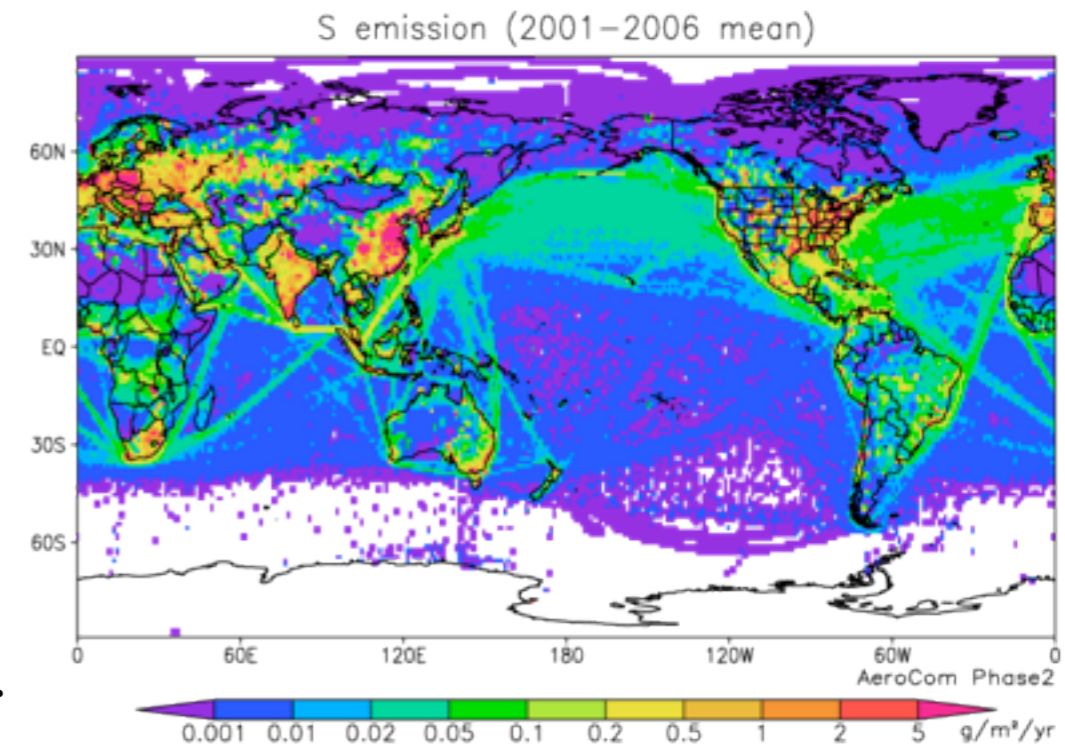 S emission (2001-2006 mean)
60N
30N
EQ
30S
60S
0 60E 120E 180 120W 60W 0
AeroCom Phase2
0.001 0.01 0.02 0.05 0.1 0.2 0.5 1 2 5 g/m²/yr